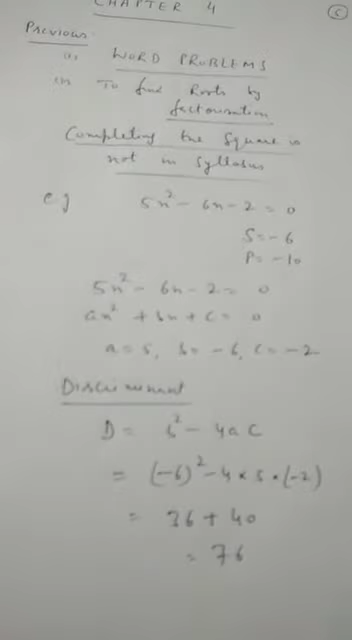 CHAPTER 4
5
Previous
WORD PROBLEMS
To find Roots by
factorisation
Completing the Square is
not in Syllabus
e.g 5x² - 6x - 2 = 0
S = -6
P = -10
5x² - 6x - 2 = 0
ax² + bx + c = 0
a = 5, b = -6, c = -2
Discriminant
D = b² - 4ac
= (-6)² - 4 × 5 × (-2)
= 36 + 40
= 76